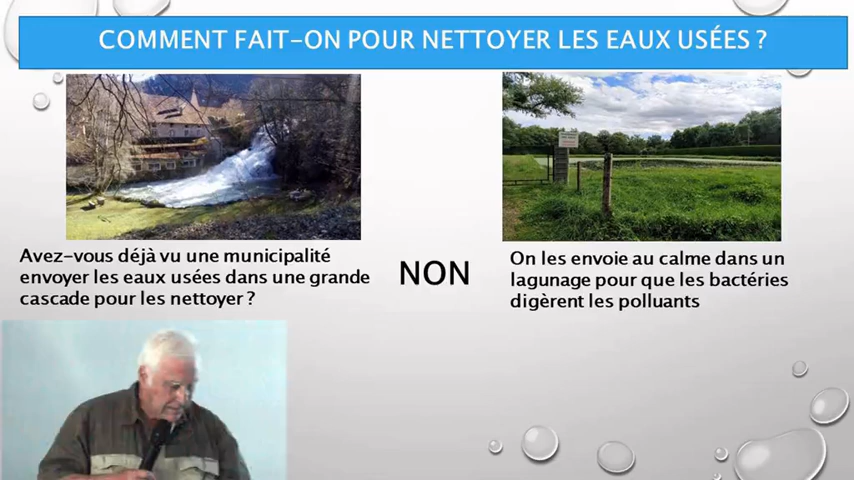 COMMENT FAIT-ON POUR NETTOYER LES EAUX USÉES ?
Avez-vous déjà vu une municipalité
envoyer les eaux usées dans une grande
cascade pour les nettoyer ?
NON
On les envoie au calme dans un
lagunage pour que les bactéries
digèrent les polluants